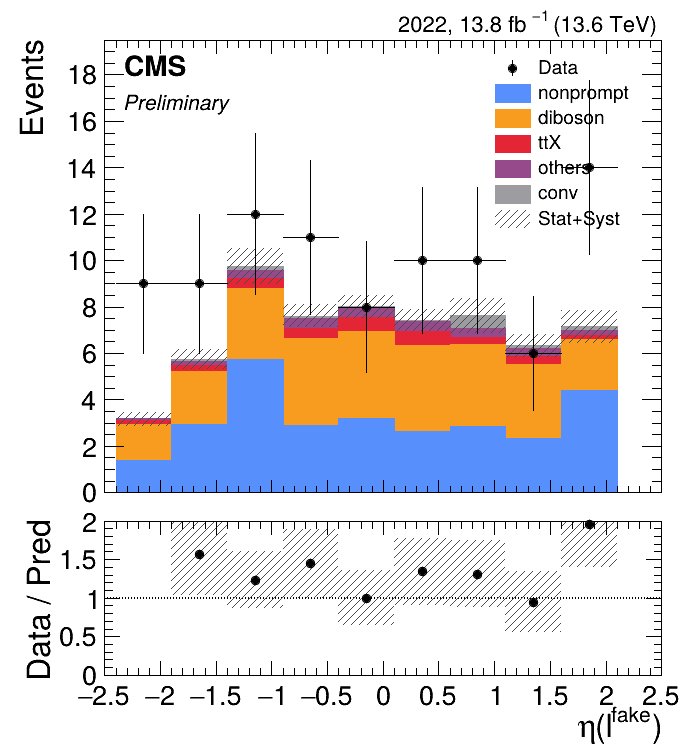 2022, 13.8 fb⁻¹ (13.6 TeV)
Events
CMS
Preliminary
Data
nonprompt
diboson
ttX
others
conv
Stat+Syst
18
16
14
12
10
8
6
4
2
0
Data / Pred
2
1.5
1
0.5
0
−2.5 −2 −1.5 −1 −0.5 0 0.5 1 1.5 2 2.5
η(l^fake)